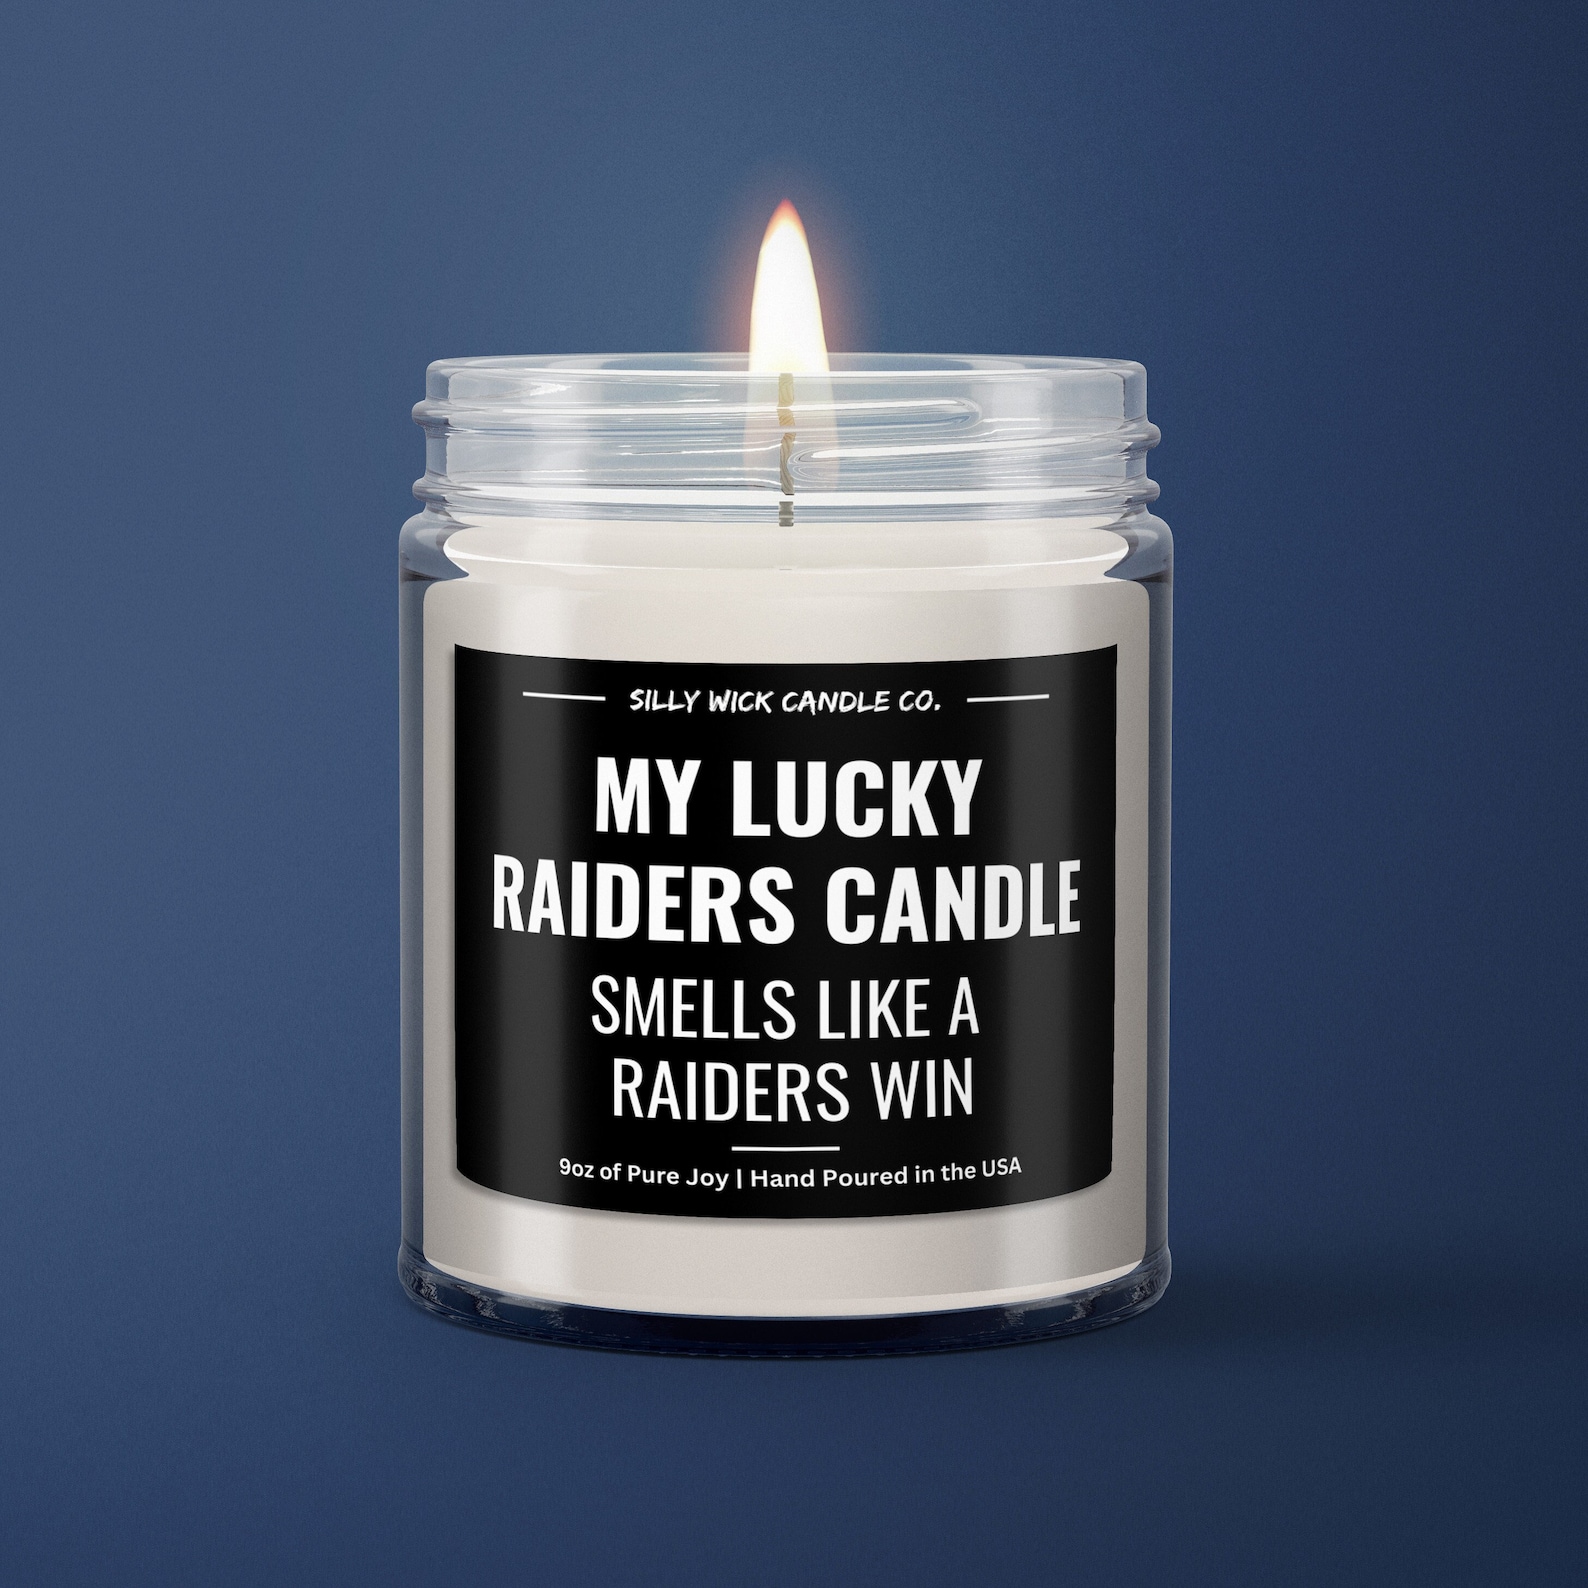 SILLY WICK CANDLE CO.
MY LUCKY
RAIDERS CANDLE
SMELLS LIKE A
RAIDERS WIN
9oz of Pure Joy | Hand Poured in the USA